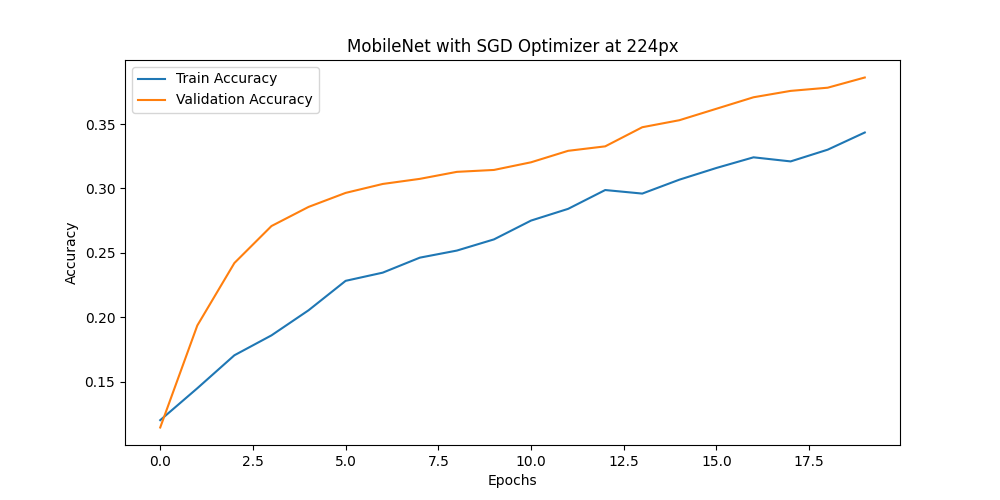 MobileNet with SGD Optimizer at 224px
Train Accuracy
Validation Accuracy
0.35
0.30
0.25
0.20
0.15
Accuracy
0.0 2.5 5.0 7.5 10.0 12.5 15.0 17.5
Epochs